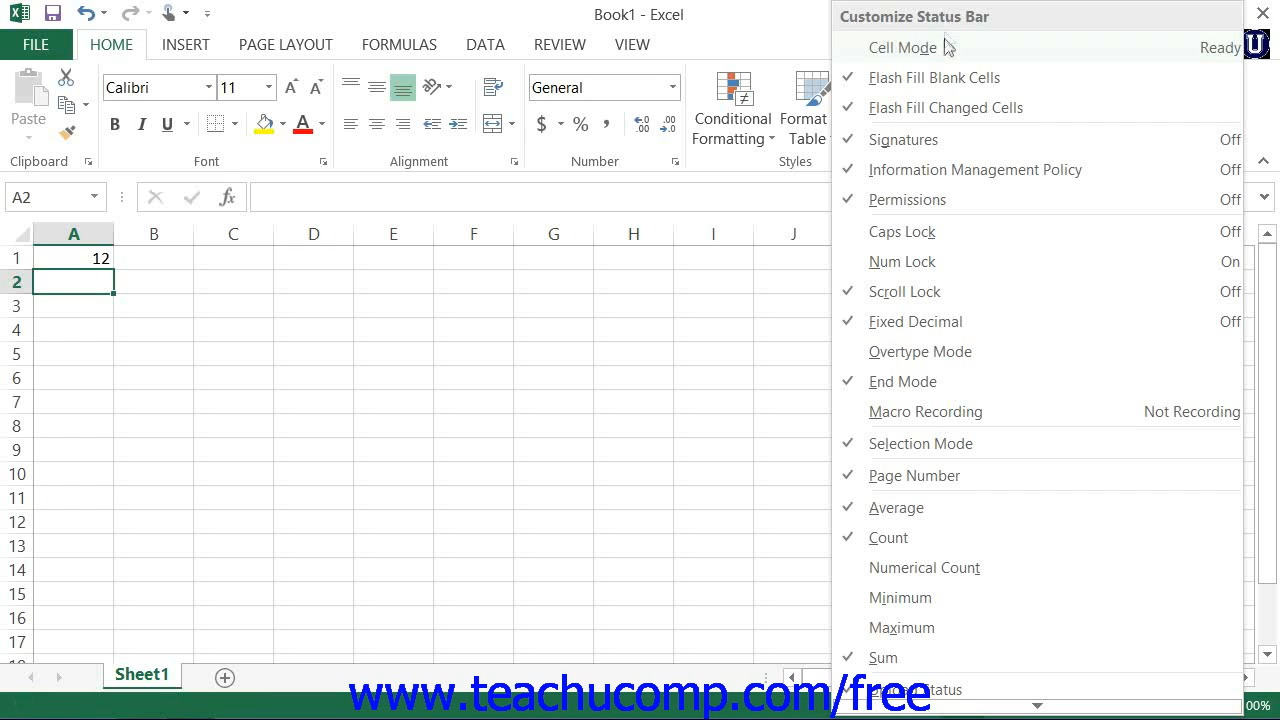 Book1 - Excel
FILE HOME INSERT PAGE LAYOUT FORMULAS DATA REVIEW VIEW
Paste
Calibri 11
B I U A
General
$ % ,
Conditional Formatting
Format Table
Clipboard Font Alignment Number Styles
A2 fx
A B C D E F G H I J
1 12
2
3
4
5
6
7
8
9
10
11
12
13
14
15
16
17
Sheet1
Customize Status Bar
Cell Mode Ready
Flash Fill Blank Cells
Flash Fill Changed Cells
Signatures Off
Information Management Policy Off
Permissions Off
Caps Lock Off
Num Lock On
Scroll Lock Off
Fixed Decimal Off
Overtype Mode
End Mode
Macro Recording Not Recording
Selection Mode
Page Number
Average
Count
Numerical Count
Minimum
Maximum
Sum
Status
00%
www.teachucomp.com/free